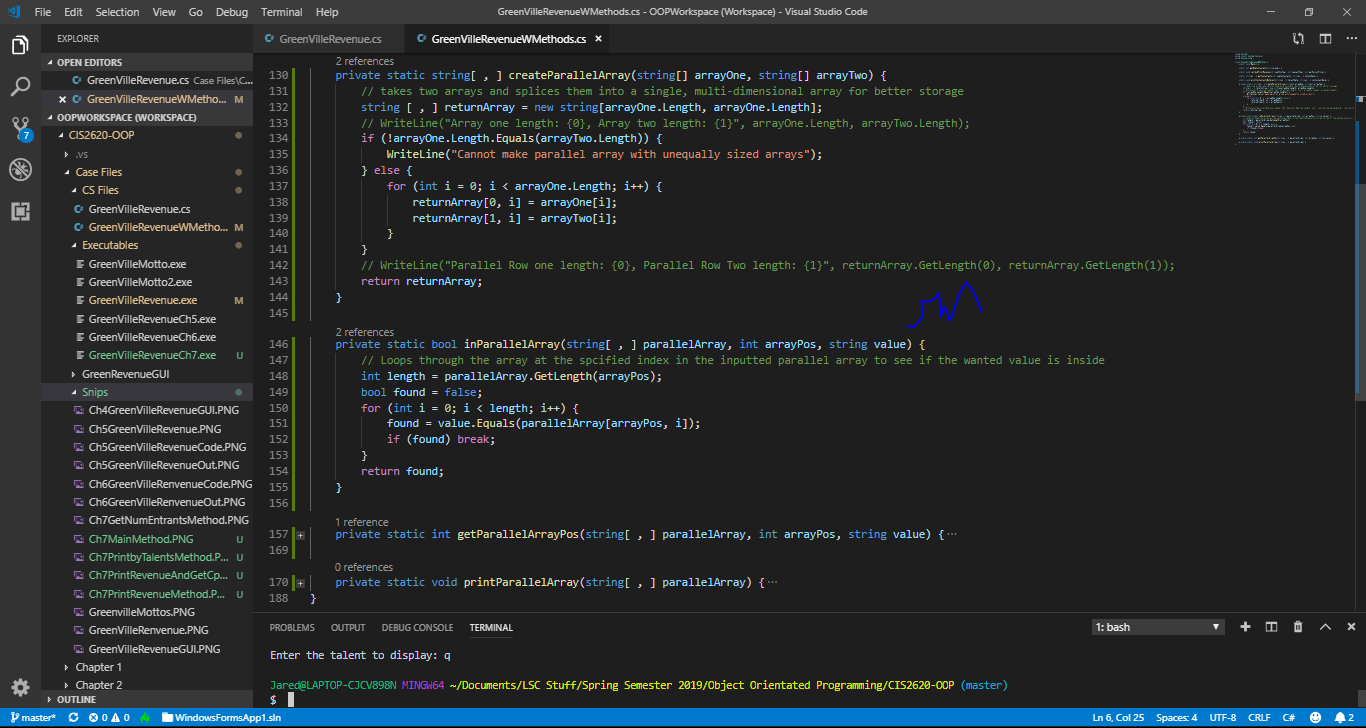 File Edit Selection View Go Debug Terminal Help
GreenVilleRevenueWMethods.cs - OOPWorkspace (Workspace) - Visual Studio Code
EXPLORER
OPEN EDITORS
GreenVilleRevenue.cs Case Files\C...
GreenVilleRevenueWMetho... M
OOPWORKSPACE (WORKSPACE)
CIS2620-OOP
.vs
Case Files
CS Files
GreenVilleRevenue.cs
GreenVilleRevenueWMetho... M
Executables
GreenVilleMotto.exe
GreenVilleMotto2.exe
GreenVilleRevenue.exe M
GreenVilleRevenueCh5.exe
GreenVilleRevenueCh6.exe
GreenVilleRevenueCh7.exe U
GreenRevenueGUI
Snips
Ch4GreenVilleRevenueGUI.PNG
Ch5GreenVilleRevenue.PNG
Ch5GreenVilleRevenueCode.PNG
Ch5GreenVilleRevenueOut.PNG
Ch6GreenVilleRenvenueCode.PNG
Ch6GreenVilleRenvenueOut.PNG
Ch7GetNumEntrantsMethod.PNG
Ch7MainMethod.PNG U
Ch7PrintbyTalentsMethod.P... U
Ch7PrintRevenueAndGetCp... U
Ch7PrintRevenueMethod.P... U
GreenvilleMottos.PNG
GreenVilleRenvenue.PNG
GreenVilleRevenueGUI.PNG
Chapter 1
Chapter 2
OUTLINE
7
GreenVilleRevenue.cs
GreenVilleRevenueWMethods.cs
2 references
130 private static string[ , ] createParallelArray(string[] arrayOne, string[] arrayTwo) {
131 // takes two arrays and splices them into a single, multi-dimensional array for better storage
132 string [ , ] returnArray = new string[arrayOne.Length, arrayOne.Length];
133 // WriteLine("Array one length: {0}, Array two length: {1}", arrayOne.Length, arrayTwo.Length);
134 if (!arrayOne.Length.Equals(arrayTwo.Length)) {
135 WriteLine("Cannot make parallel array with unequally sized arrays");
136 } else {
137 for (int i = 0; i < arrayOne.Length; i++) {
138 returnArray[0, i] = arrayOne[i];
139 returnArray[1, i] = arrayTwo[i];
140 }
141 }
142 // WriteLine("Parallel Row one length: {0}, Parallel Row Two length: {1}", returnArray.GetLength(0), returnArray.GetLength(1));
143 return returnArray;
144 }
145
2 references
146 private static bool inParallelArray(string[ , ] parallelArray, int arrayPos, string value) {
147 // Loops through the array at the spcified index in the inputted parallel array to see if the wanted value is inside
148 int length = parallelArray.GetLength(arrayPos);
149 bool found = false;
150 for (int i = 0; i < length; i++) {
151 found = value.Equals(parallelArray[arrayPos, i]);
152 if (found) break;
153 }
154 return found;
155 }
156
1 reference
157 private static int getParallelArrayPos(string[ , ] parallelArray, int arrayPos, string value) {...
169
0 references
170 private static void printParallelArray(string[ , ] parallelArray) {...
188 }
PROBLEMS OUTPUT DEBUG CONSOLE TERMINAL
1: bash
Enter the talent to display: q
Jared@LAPTOP-CJCV898N MINGW64 ~/Documents/LSC Stuff/Spring Semester 2019/Object Orientated Programming/CIS2620-OOP (master)
$
master* 0 0 WindowsFormsApp1.sln
Ln 6, Col 25 Spaces: 4 UTF-8 CRLF C# 2